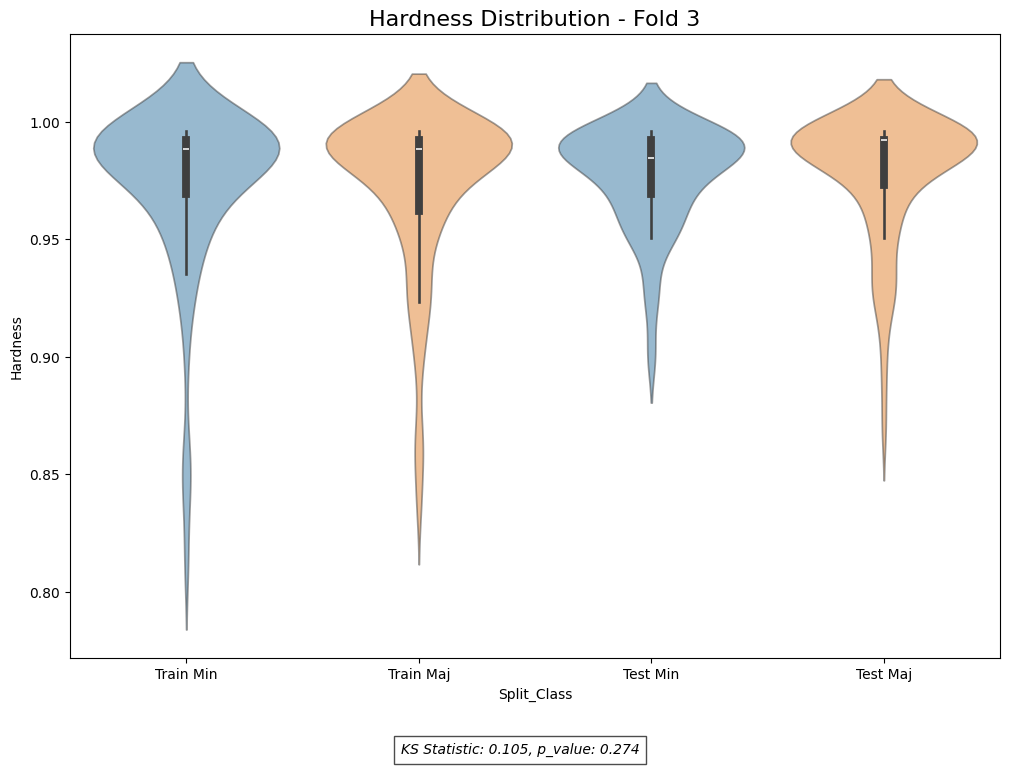 Hardness Distribution - Fold 3
1.00
0.95
0.90
0.85
0.80
Hardness
Train Min
Train Maj
Test Min
Test Maj
Split_Class
KS Statistic: 0.105, p_value: 0.274